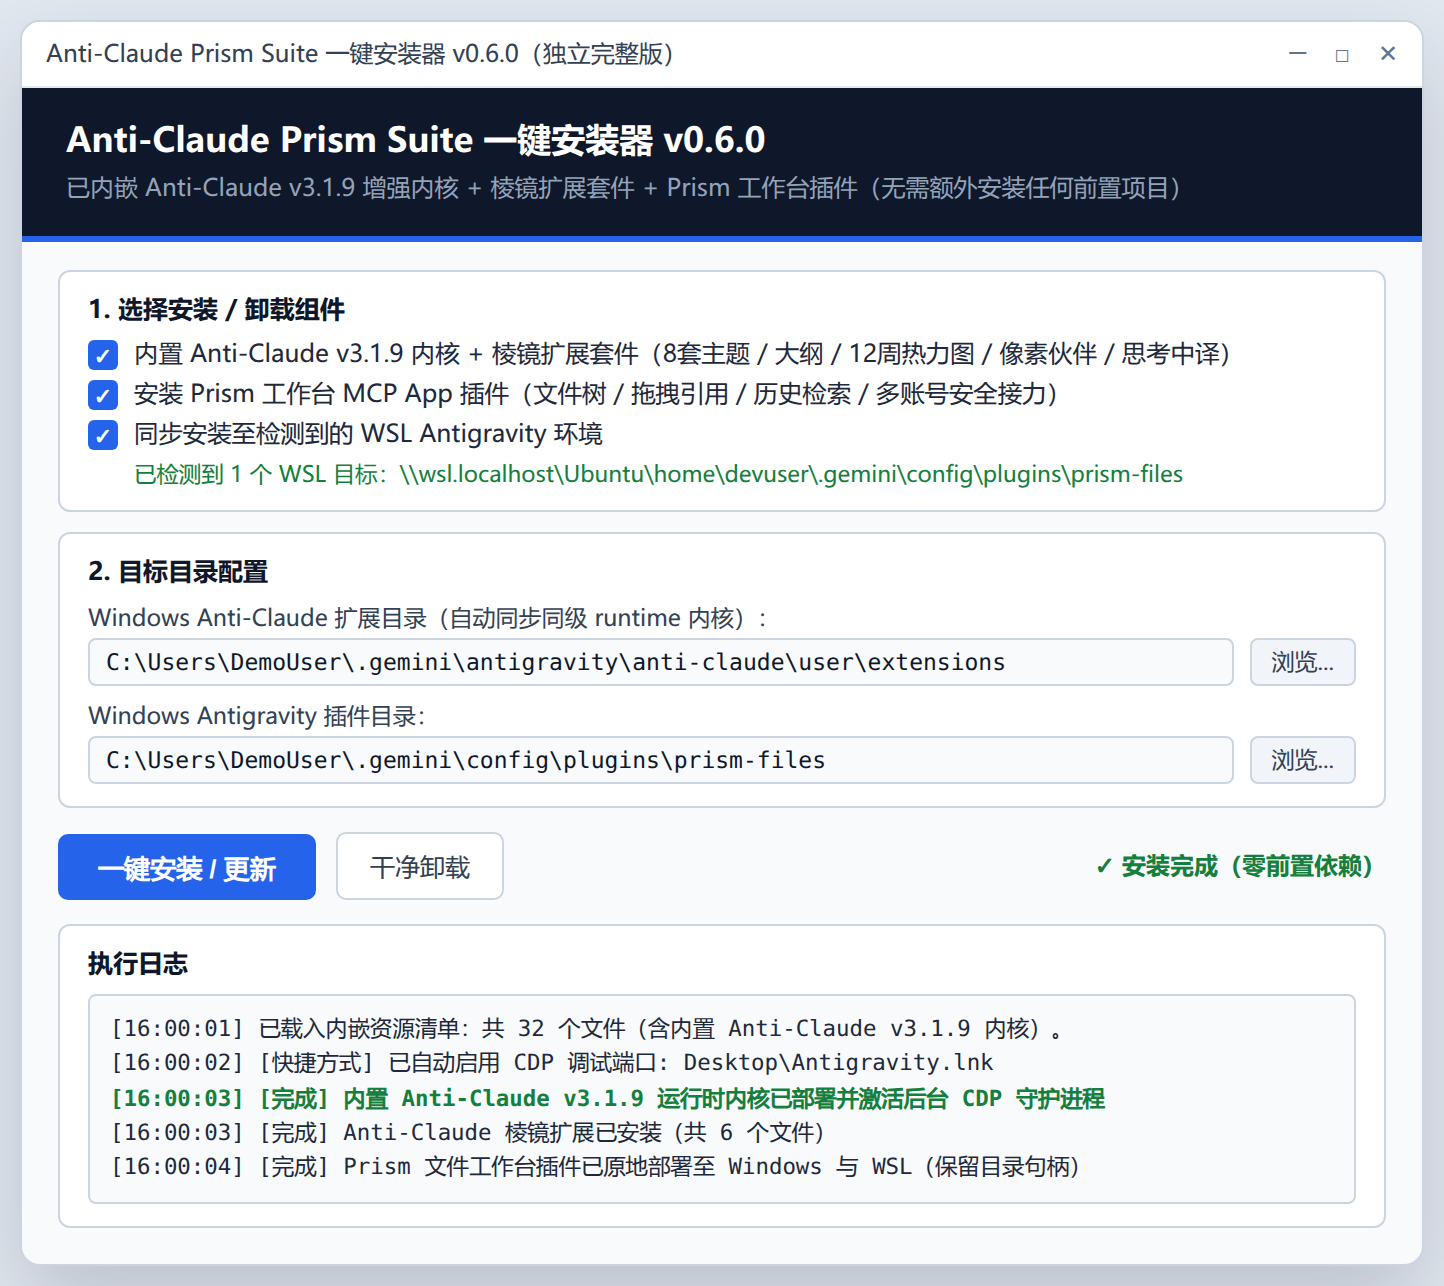 Anti-Claude Prism Suite 一键安装器 v0.6.0（独立完整版）
Anti-Claude Prism Suite 一键安装器 v0.6.0
已内嵌 Anti-Claude v3.1.9 增强内核 + 棱镜扩展套件 + Prism 工作台插件（无需额外安装任何前置项目）
1. 选择安装 / 卸载组件
内置 Anti-Claude v3.1.9 内核 + 棱镜扩展套件（8套主题 / 大纲 / 12周热力图 / 像素伙伴 / 思考中译）
安装 Prism 工作台 MCP App 插件（文件树 / 拖拽引用 / 历史检索 / 多账号安全接力）
同步安装至检测到的 WSL Antigravity 环境
已检测到 1 个 WSL 目标：\\wsl.localhost\Ubuntu\home\devuser\.gemini\config\plugins\prism-files
2. 目标目录配置
Windows Anti-Claude 扩展目录（自动同步同级 runtime 内核）：
C:\Users\DemoUser\.gemini\antigravity\anti-claude\user\extensions
浏览...
Windows Antigravity 插件目录：
C:\Users\DemoUser\.gemini\config\plugins\prism-files
浏览...
一键安装 / 更新
干净卸载
✓ 安装完成（零前置依赖）
执行日志
[16:00:01] 已载入内嵌资源清单：共 32 个文件（含内置 Anti-Claude v3.1.9 内核）。
[16:00:02] [快捷方式] 已自动启用 CDP 调试端口: Desktop\Antigravity.lnk
[16:00:03] [完成] 内置 Anti-Claude v3.1.9 运行时内核已部署并激活后台 CDP 守护进程
[16:00:03] [完成] Anti-Claude 棱镜扩展已安装（共 6 个文件）
[16:00:04] [完成] Prism 文件工作台插件已原地部署至 Windows 与 WSL（保留目录句柄）